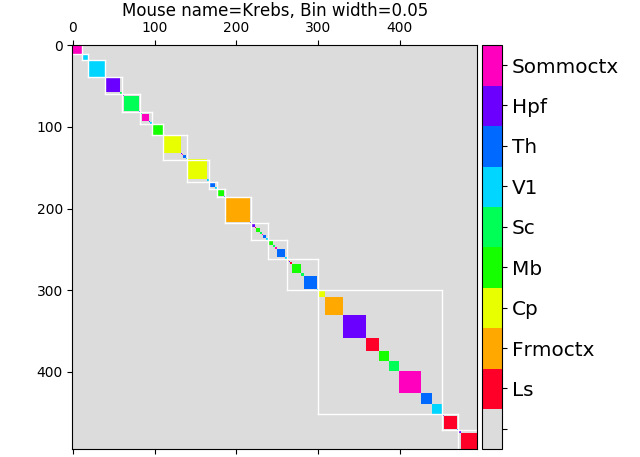 Mouse name=Krebs, Bin width=0.05
0 100 200 300 400
0
100
200
300
400
Sommoctx
Hpf
Th
V1
Sc
Mb
Cp
Frmoctx
Ls